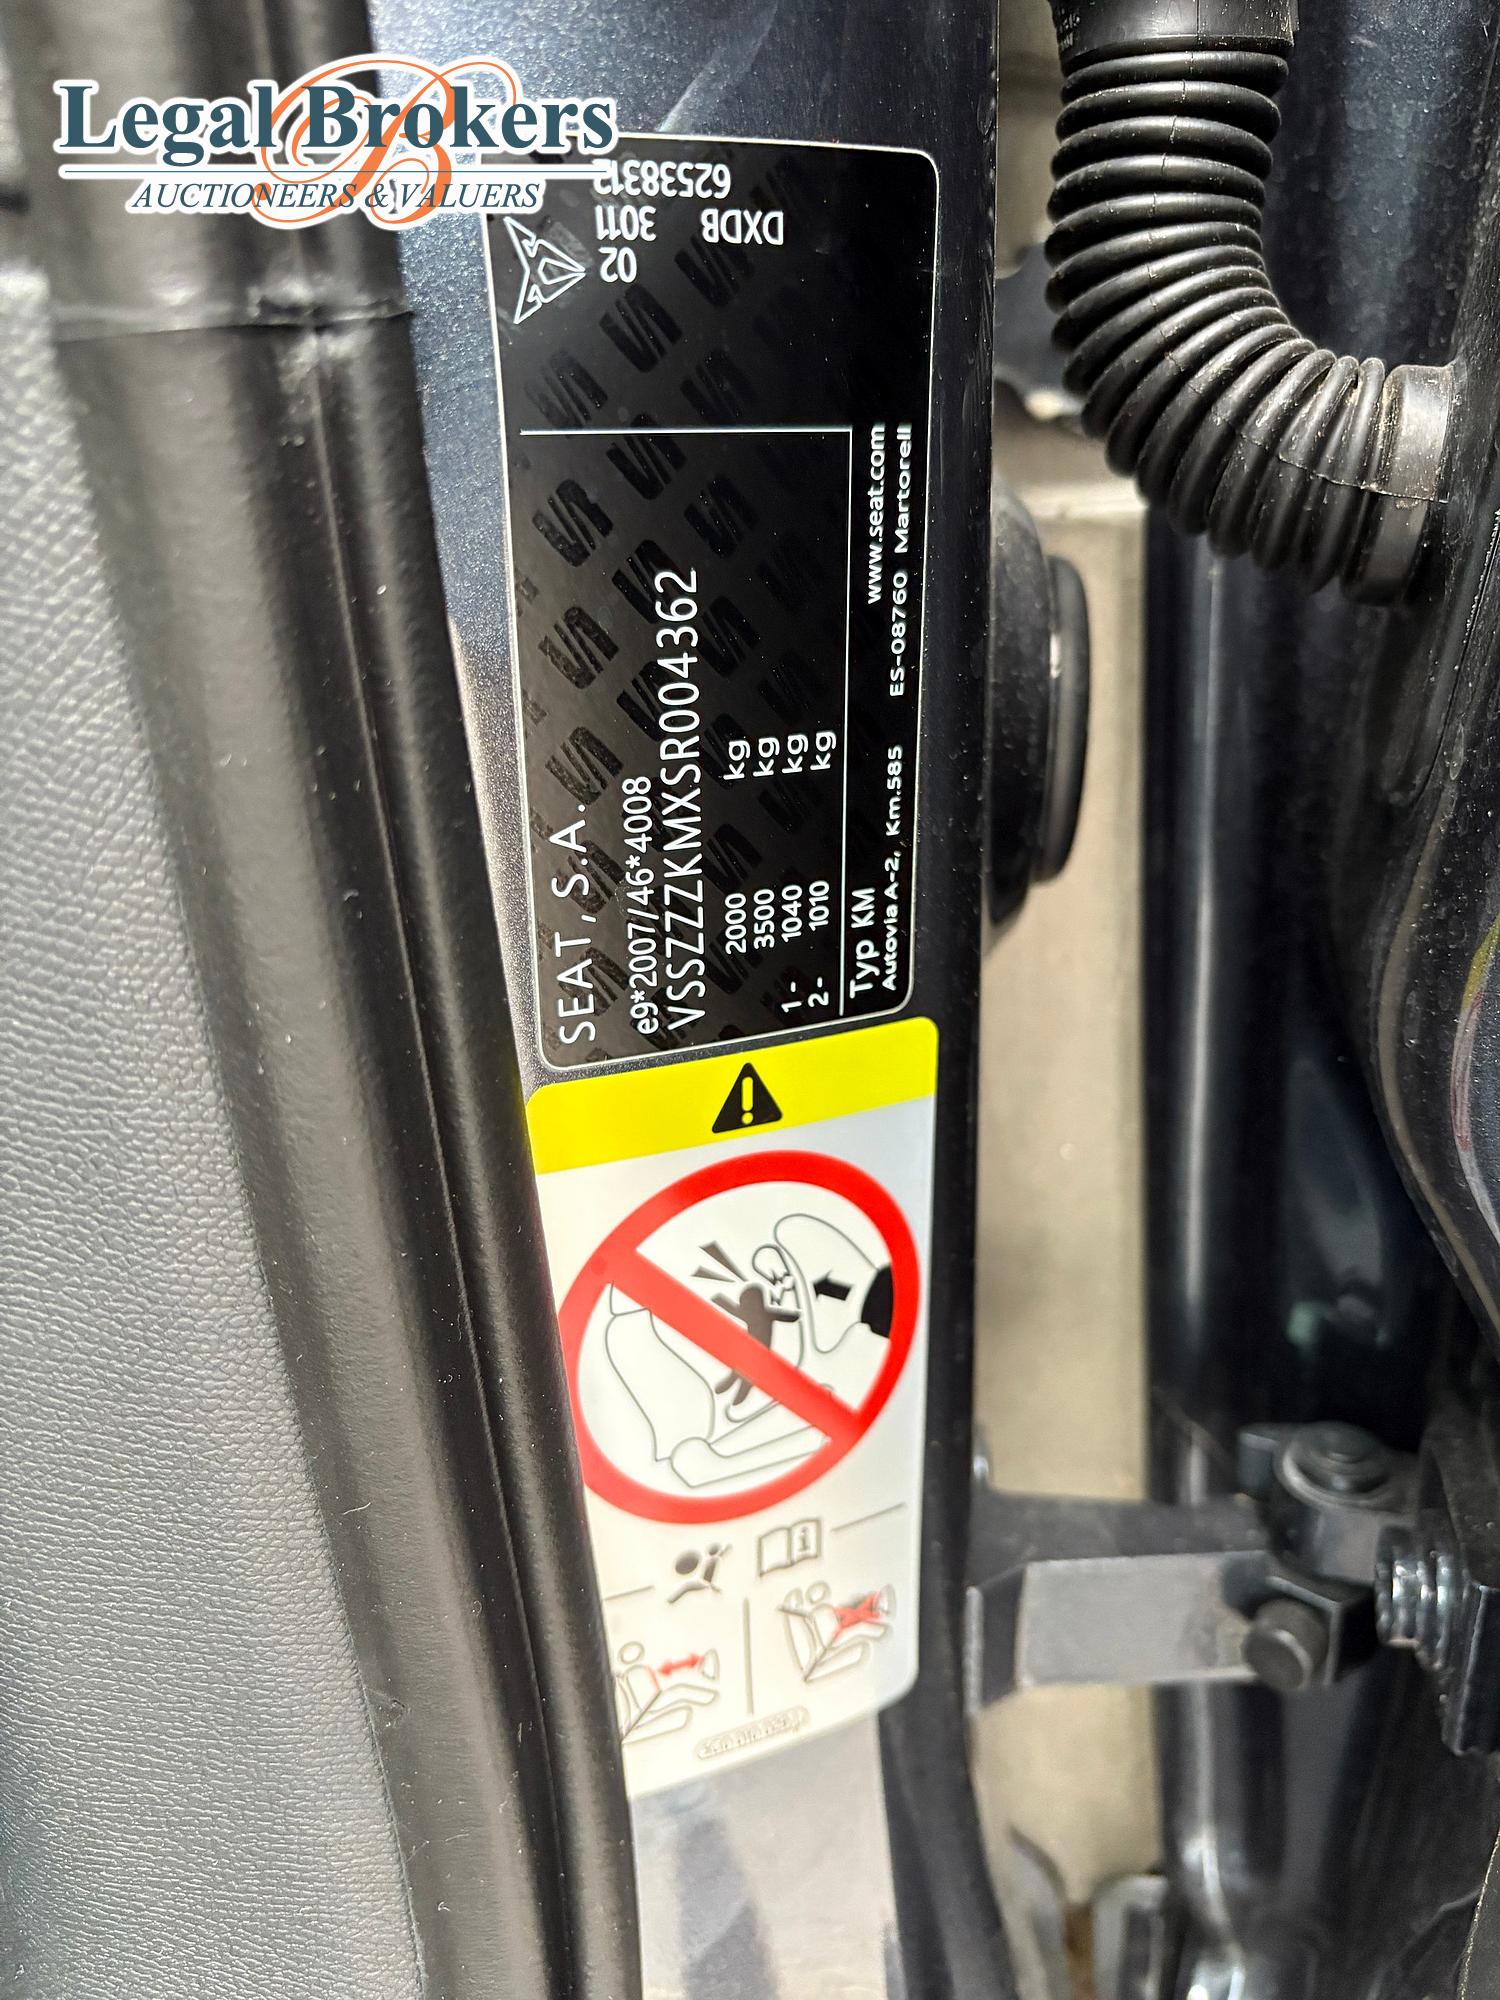 Legal Brokers
AUCTIONEERS & VALUERS
SEAT,S.A.
e9*2007/46*4008
VSSZZZKMXSR004362
2000 kg
3500 kg
1- 1040 kg
2- 1010 kg
Typ KM www.seat.com
Autovia A-2, Km.585 ES-08760 Martorell
02
3011
62538312
DXDB